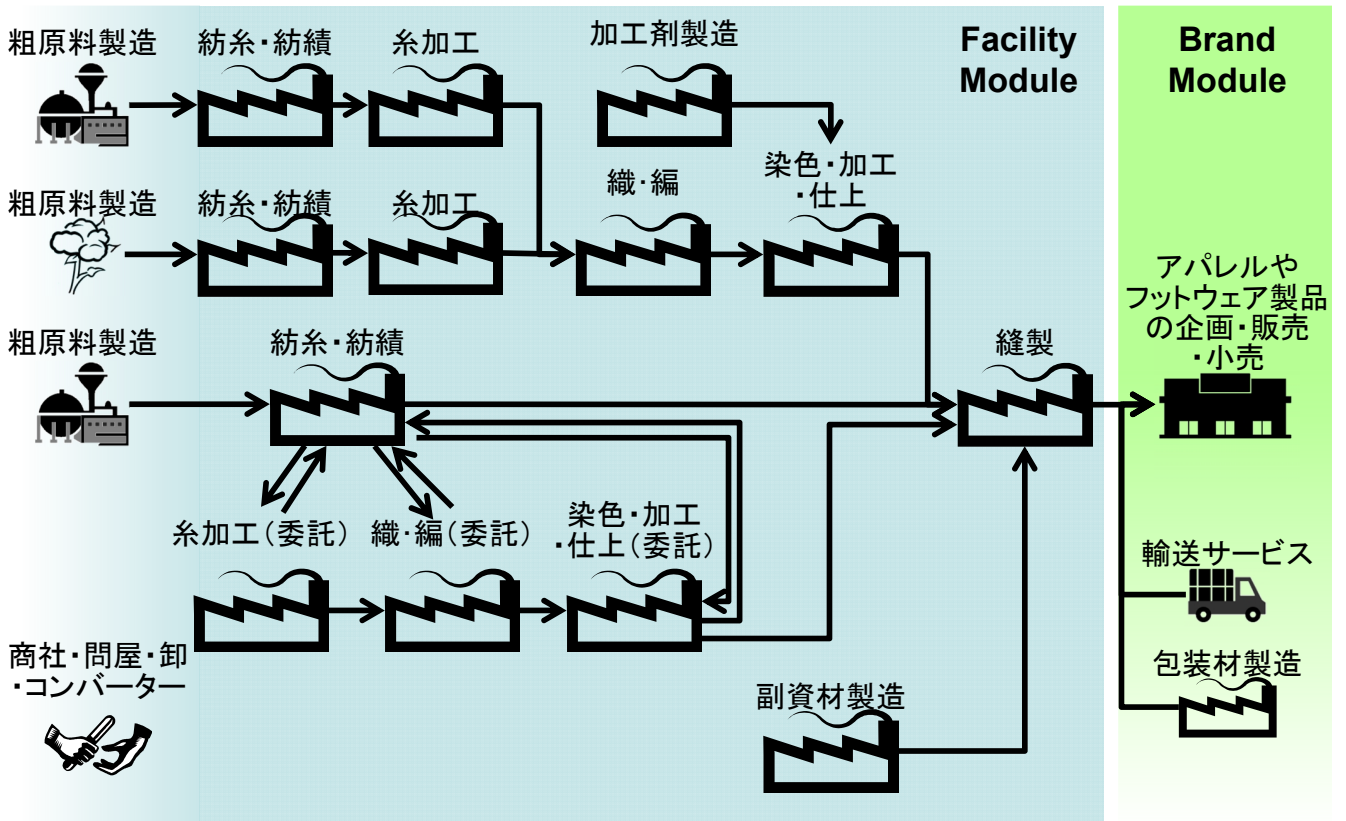 粗原料製造
紡糸・紡績
糸加工
加工剤製造
Facility
Module
Brand
Module
染色・加工
・仕上
織・編
粗原料製造
紡糸・紡績
糸加工
アパレルや
フットウェア製品
の企画・販売
・小売
粗原料製造
紡糸・紡績
縫製
糸加工（委託）
織・編（委託）
染色・加工
・仕上（委託）
輸送サービス
商社・問屋・卸
・コンバーター
副資材製造
包装材製造